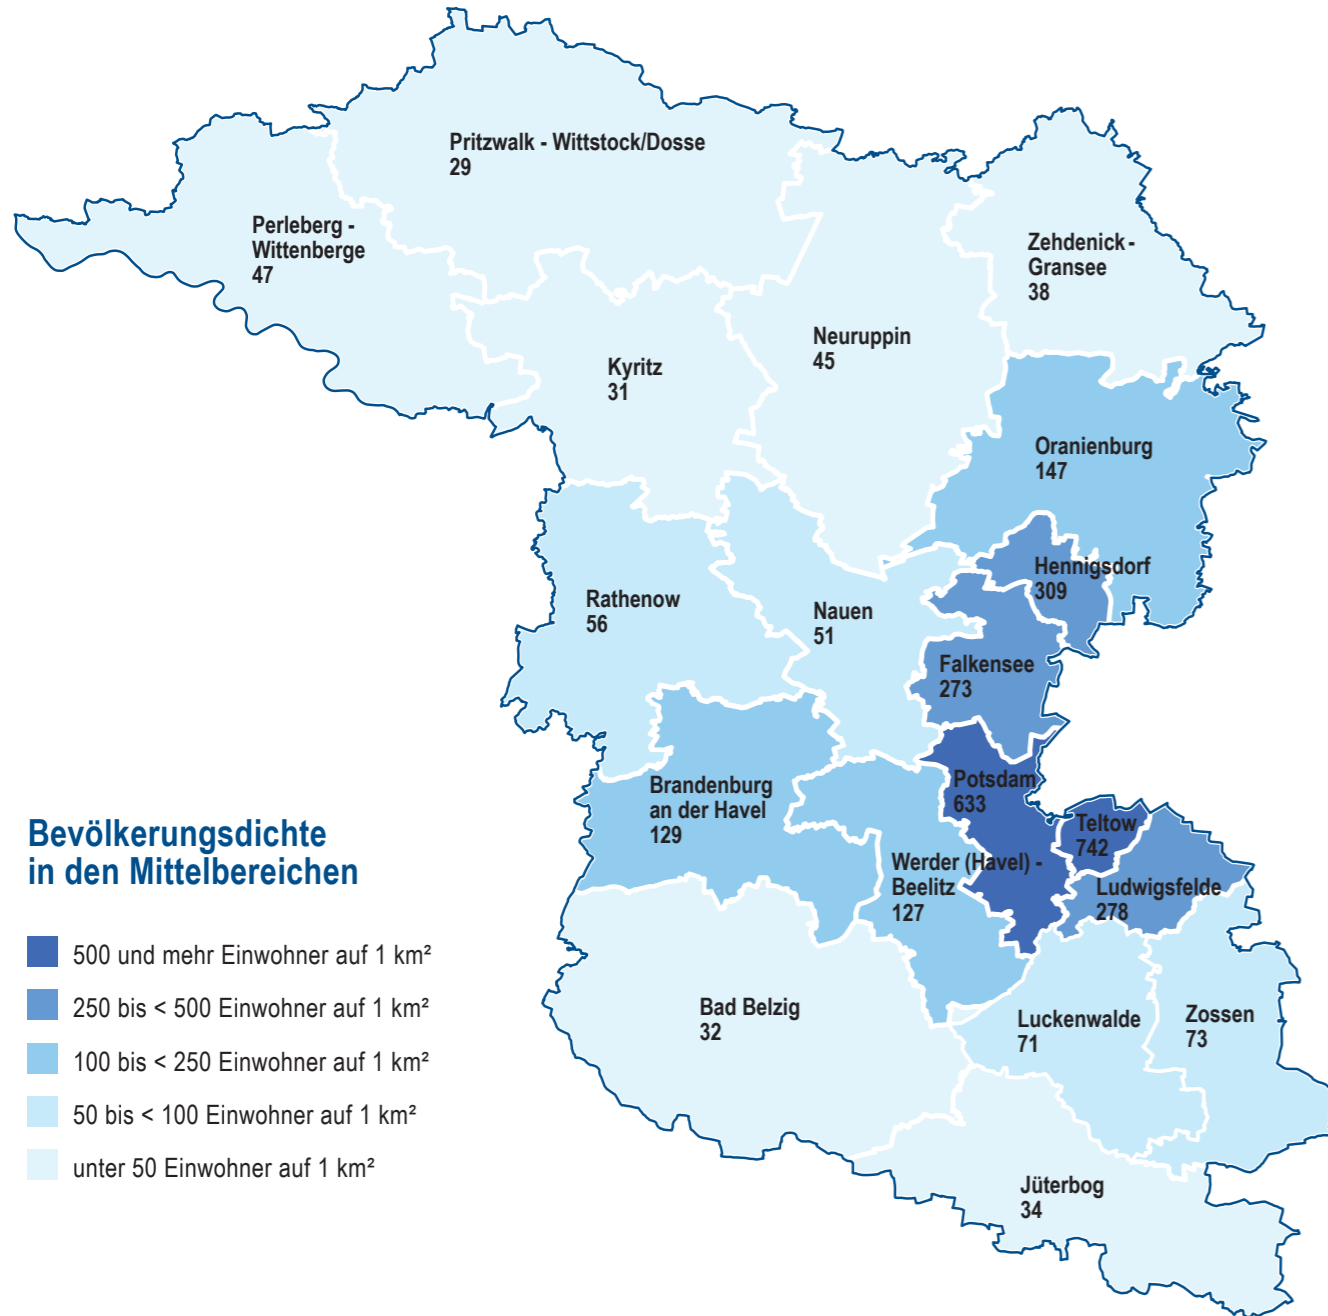 Pritzwalk - Wittstock/Dosse
29
Perleberg -
Wittenberge
47
Zehdenick -
Gransee
38
Neuruppin
45
Kyritz
31
Oranienburg
147
Hennigsdorf
309
Rathenow
56
Nauen
51
Falkensee
273
Potsdam
633
Brandenburg
an der Havel
129
Teltow
742
Werder (Havel) -
Beelitz
127
Ludwigsfelde
278
Bad Belzig
32
Luckenwalde
71
Zossen
73
Jüterbog
34
Bevölkerungsdichte
in den Mittelbereichen
500 und mehr Einwohner auf 1 km²
250 bis < 500 Einwohner auf 1 km²
100 bis < 250 Einwohner auf 1 km²
50 bis < 100 Einwohner auf 1 km²
unter 50 Einwohner auf 1 km²